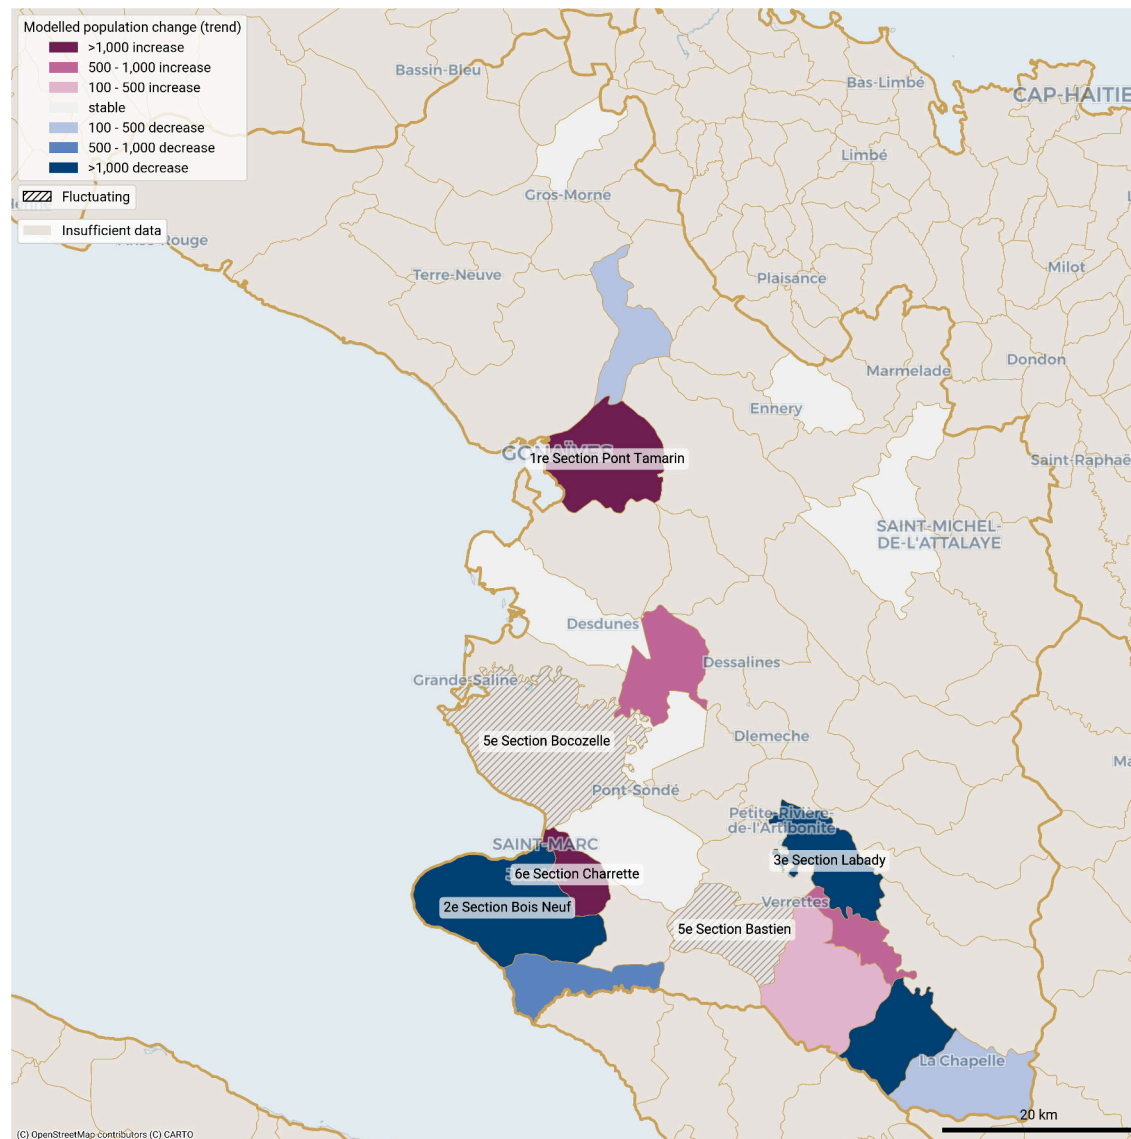 Modelled population change (trend)
>1,000 increase
500 - 1,000 increase
100 - 500 increase
stable
100 - 500 decrease
500 - 1,000 decrease
>1,000 decrease
Fluctuating
Insufficient data
Bassin-Bleu
Bas-Limbé
CAP-HAITIE
Limbé
Gros-Morne
Rouge
Terre-Neuve
Plaisance
Milot
Dondon
Marmelade
Ennery
1re Section Pont Tamarin
Saint-Raphaë
SAINT-MICHEL-
DE-L'ATTALAYE
Desdunes
Dessalines
Grande-Saline
5e Section Bocozelle
Dlemeche
Ma
Pont-Sondé
Petite-Rivière-
de-l'Artibonite
SAINT-MARC
3e Section Labady
6e Section Charrette
2e Section Bois Neuf
Verrettes
5e Section Bastien
La Chapelle
20 km
(C) OpenStreetMap contributors (C) CARTO